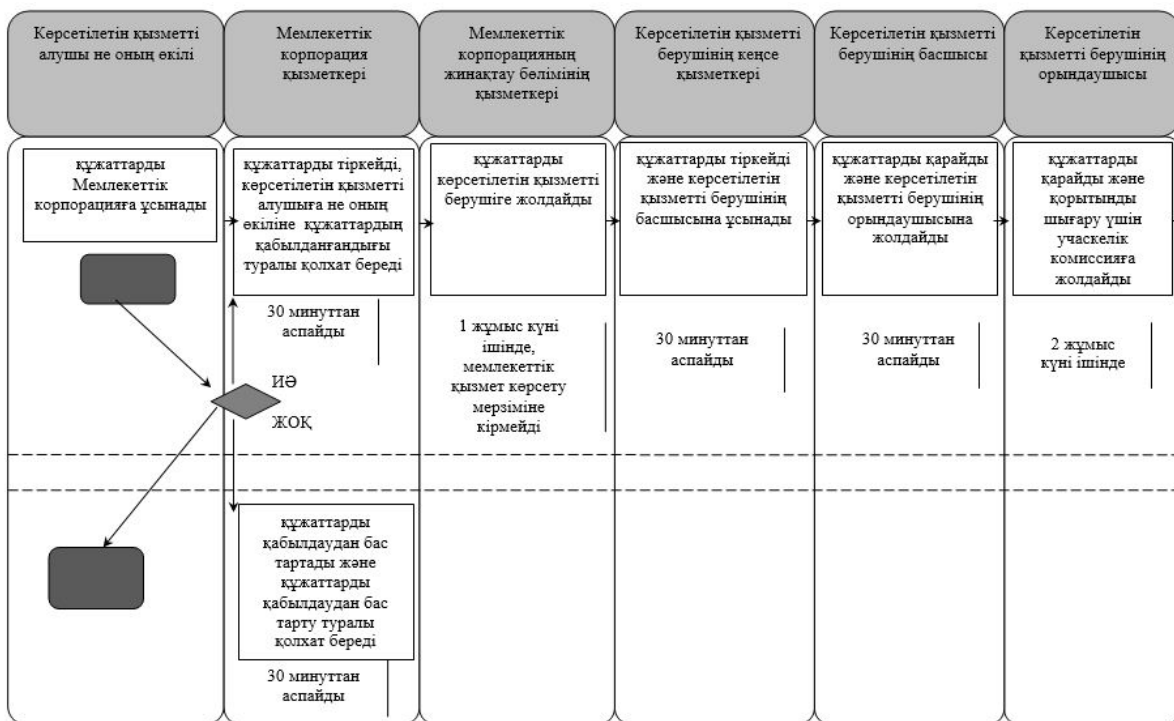 Көрсетілетін қызметті
алушы не оның өкілі
Мемлекеттік
корпорация
қызметкері
Мемлекеттік
корпорацияның
жинақтау бөлімінің
қызметкері
Көрсетілетін қызметті
берушінің кеңсе
қызметкері
Көрсетілетін қызметті
берушінің басшысы
Көрсетілетін
қызметті берушінің
орындаушысы
құжаттарды
Мемлекеттік
корпорацияға ұсынады
құжаттарды тіркейді,
көрсетілетін қызметті
алушыға не оның
өкіліне құжаттардың
қабылданғандығы
туралы қолхат береді
құжаттарды
көрсетілетін қызметті
берушіге жолдайды
құжаттарды тіркейді
және көрсетілетін
қызметті берушінің
басшысына ұсынады
құжаттарды қарайды
және көрсетілетін
қызметті берушінің
орындаушысына
жолдайды
құжаттарды
қарайды және
қорытынды
шығару үшін
учаскелік
комиссияға
жолдайды
30 минуттан
аспайды
1 жұмыс күні
ішінде,
мемлекеттік
қызмет көрсету
мерзіміне
кірмейді
30 минуттан
аспайды
30 минуттан
аспайды
2 жұмыс
күні ішінде
ИӘ
ЖОҚ
құжаттарды
қабылдаудан бас
тартады және
құжаттарды
қабылдаудан бас
тарту туралы
қолхат береді
30 минуттан
аспайды